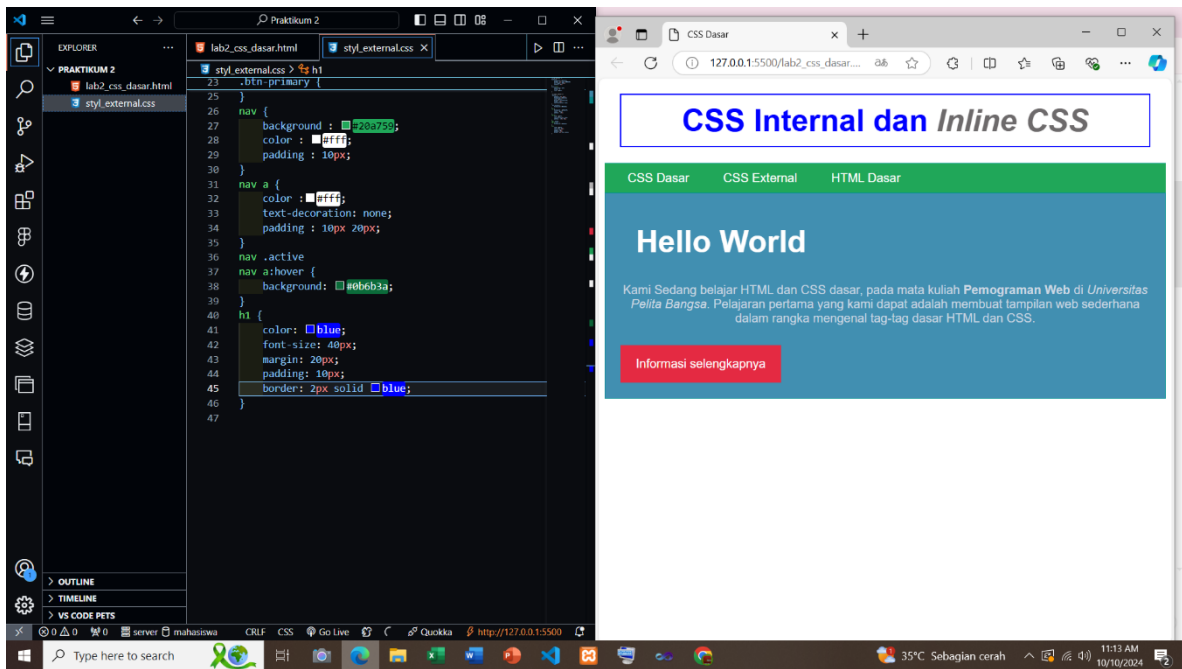 Praktikum 2
EXPLORER
PRAKTIKUM 2
lab2_css_dasar.html
styl_external.css
OUTLINE
TIMELINE
VS CODE PETS
lab2_css_dasar.html
styl_external.css
styl_external.css > h1
23 .btn-primary {
25 }
26 nav {
27 background : #20a759;
28 color : #fff;
29 padding : 10px;
30 }
31 nav a {
32 color : #fff;
33 text-decoration: none;
34 padding : 10px 20px;
35 }
36 nav .active
37 nav a:hover {
38 background: #0b6b3a;
39 }
40 h1 {
41 color: blue;
42 font-size: 40px;
43 margin: 20px;
44 padding: 10px;
45 border: 2px solid blue;
46 }
47
0 0 0 server mahasiswa CRLF CSS Go Live Quokka http://127.0.0.1:5500
CSS Dasar
127.0.0.1:5500/lab2_css_dasar....
CSS Internal dan Inline CSS
CSS Dasar CSS External HTML Dasar
Hello World
Kami Sedang belajar HTML dan CSS dasar, pada mata kuliah Pemograman Web di Universitas
Pelita Bangsa. Pelajaran pertama yang kami dapat adalah membuat tampilan web sederhana
dalam rangka mengenal tag-tag dasar HTML dan CSS.
Informasi selengkapnya
Type here to search
35°C Sebagian cerah
11:13 AM
10/10/2024
2